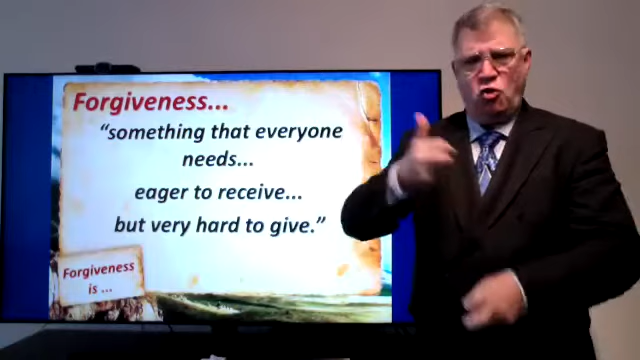 Forgiveness...
“something that everyone
needs...
eager to receive...
but very hard to give.”
Forgiveness
is ...